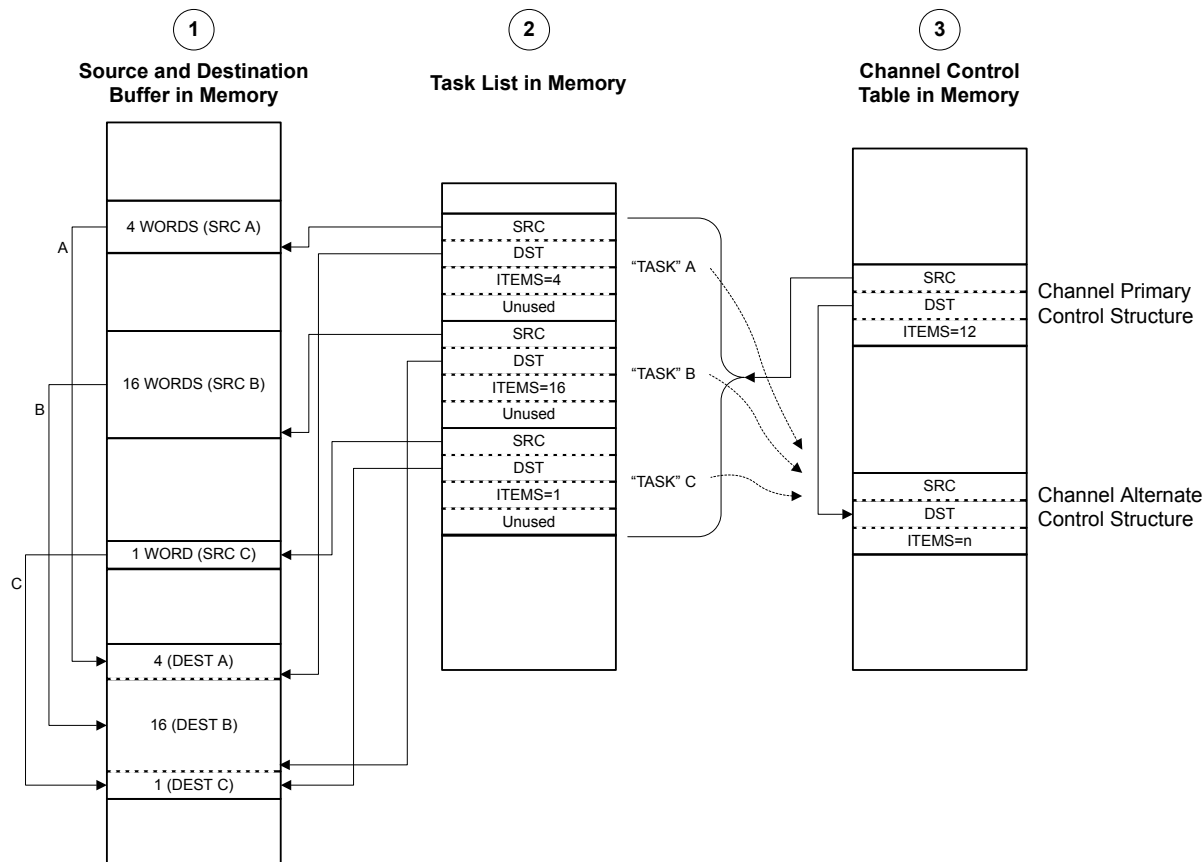 1
Source and Destination
Buffer in Memory
4 WORDS (SRC A)
A
16 WORDS (SRC B)
B
1 WORD (SRC C)
C
4 (DEST A)
16 (DEST B)
1 (DEST C)
2
Task List in Memory
SRC
DST
ITEMS=4
Unused
SRC
DST
ITEMS=16
Unused
SRC
DST
ITEMS=1
Unused
“TASK” A
“TASK” B
“TASK” C
3
Channel Control
Table in Memory
SRC
DST
ITEMS=12
Channel Primary
Control Structure
SRC
DST
ITEMS=n
Channel Alternate
Control Structure